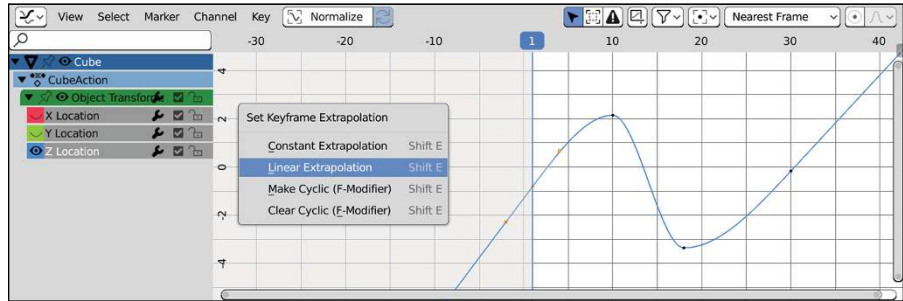 View Select Marker Channel Key Normalize Nearest Frame
-30 -20 -10 1 10 20 30 40
Cube
CubeAction
Object Transforms
X Location
Y Location
Z Location
4
2
0
-2
-4
Set Keyframe Extrapolation
Constant Extrapolation Shift E
Linear Extrapolation Shift E
Make Cyclic (F-Modifier) Shift E
Clear Cyclic (F-Modifier) Shift E